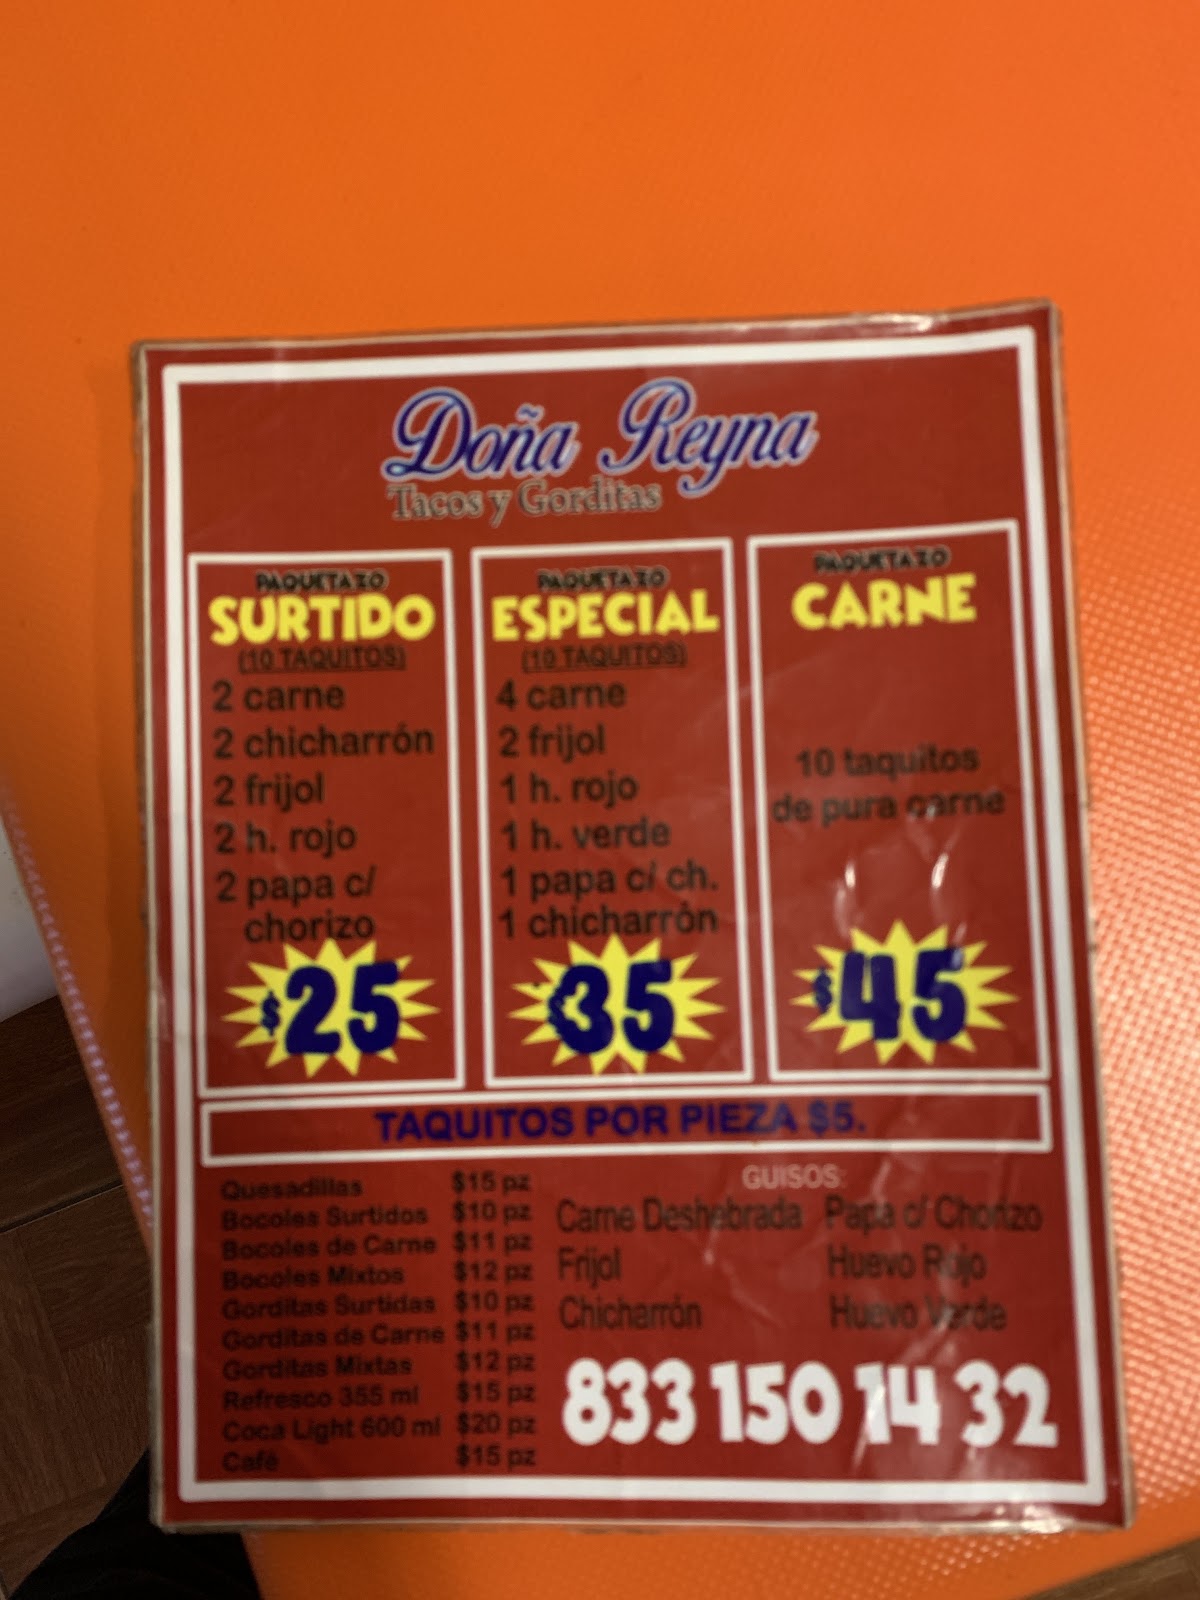 Doña Reyna
Tacos y Gorditas
PAQUETAZO
SURTIDO
(10 TAQUITOS)
2 carne
2 chicharrón
2 frijol
2 h. rojo
2 papa c/
chorizo
$25
PAQUETAZO
ESPECIAL
(10 TAQUITOS)
4 carne
2 frijol
1 h. rojo
1 h. verde
1 papa c/ ch.
1 chicharrón
$35
PAQUETAZO
CARNE
10 taquitos
de pura carne
$45
TAQUITOS POR PIEZA $5.
Quesadillas $15 pz
Bocoles Surtidos $10 pz
Bocoles de Carne $11 pz
Bocoles Mixtos $12 pz
Gorditas Surtidas $10 pz
Gorditas de Carne $11 pz
Gorditas Mixtas $12 pz
Refresco 355 ml $15 pz
Coca Light 600 ml $20 pz
Café $15 pz
GUISOS:
Carne Deshebrada Papa c/ Chorizo
Frijol Huevo Rojo
Chicharrón Huevo Verde
833 150 14 32